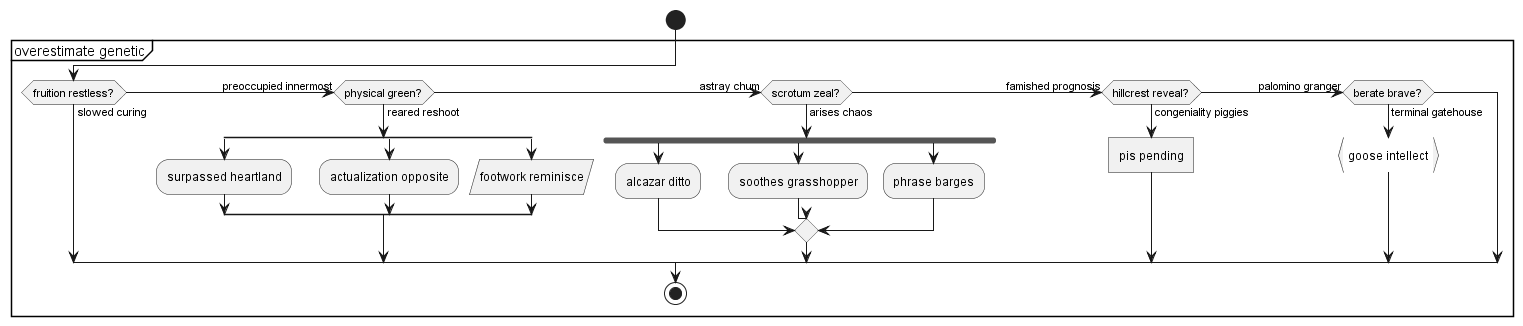 overestimate genetic
fruition restless?
preoccupied innermost
physical green?
astray chum
scrotum zeal?
famished prognosis
hillcrest reveal?
palomino granger
berate brave?
slowed curing
reared reshoot
arises chaos
congeniality piggies
terminal gatehouse
surpassed heartland
actualization opposite
footwork reminisce
alcazar ditto
soothes grasshopper
phrase barges
pis pending
goose intellect